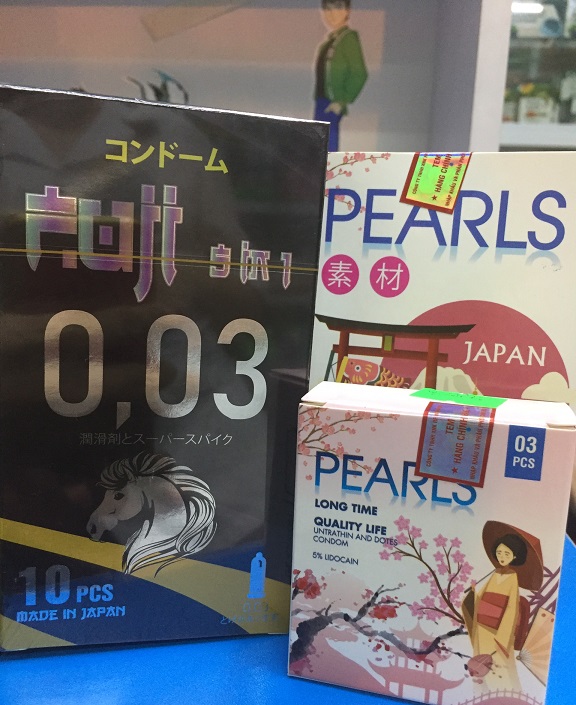 コンドーム
Fuji 3 in 1
0,03
潤滑剤とスーパースパイク
10 PCS
MADE IN JAPAN
PEARLS
素材
JAPAN
03
PCS
PEARLS
LONG TIME
QUALITY LIFE
UNTRATHIN AND DOTES
CONDOM
5% LIDOCAIN